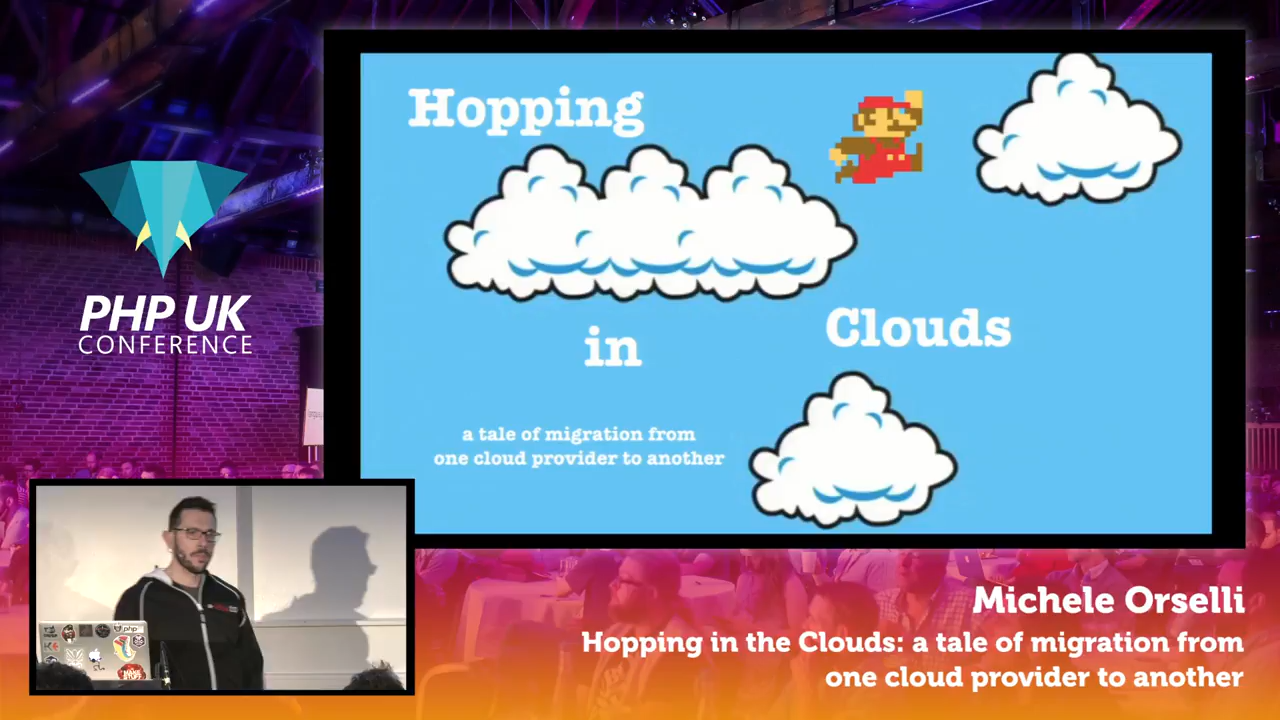 PHP UK
CONFERENCE
Hopping
in
Clouds
a tale of migration from
one cloud provider to another
php
Michele Orselli
Hopping in the Clouds: a tale of migration from
one cloud provider to another